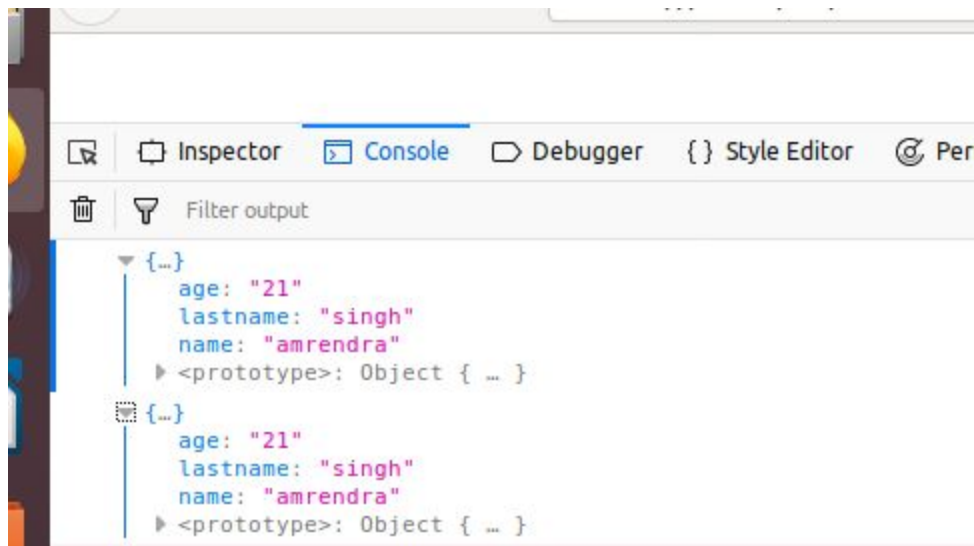 Inspector Console Debugger {} Style Editor Per
Filter output
{…}
age: "21"
lastname: "singh"
name: "amrendra"
<prototype>: Object { … }
{…}
age: "21"
lastname: "singh"
name: "amrendra"
<prototype>: Object { … }